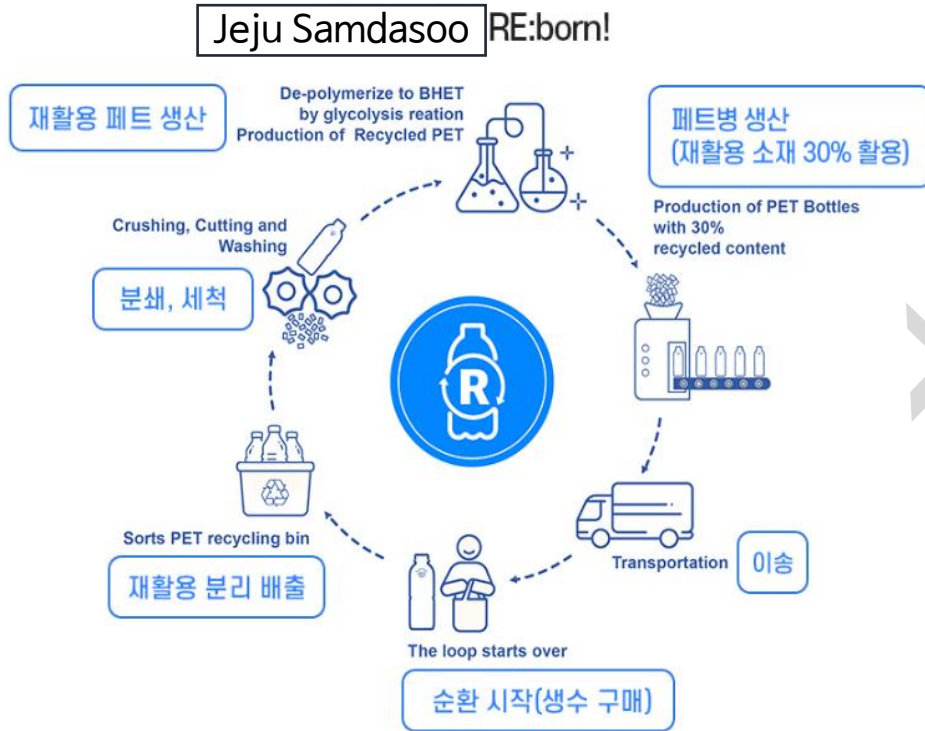 Jeju Samdasoo RE:born!
재활용 페트 생산
De-polymerize to BHET
by glycolysis reation
Production of Recycled PET
페트병 생산
(재활용 소재 30% 활용)
Production of PET Bottles
with 30%
recycled content
Crushing, Cutting and
Washing
분쇄, 세척
R
Sorts PET recycling bin
재활용 분리 배출
Transportation
이송
The loop starts over
순환 시작(생수 구매)